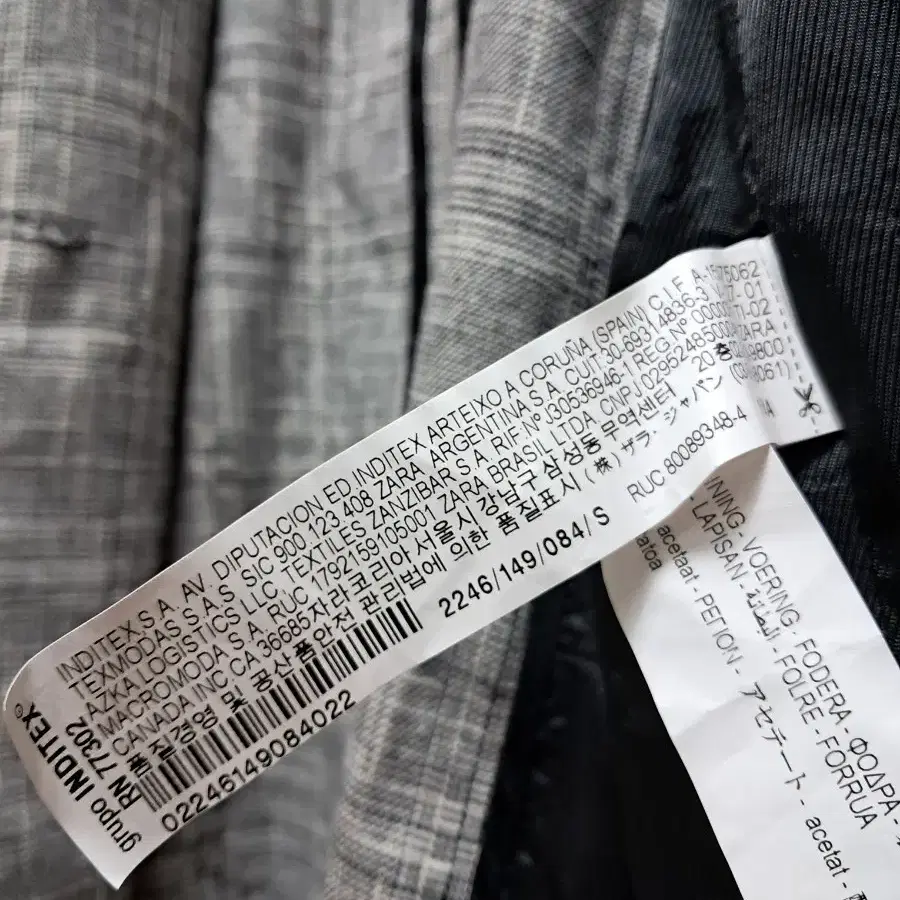 INDITEX,S.A. AV. DIPUTACION ED INDITEX ARTEIXO A CORUÑA (SPAIN) C.I.F. A-15075062
TEXMODAS S.A.S. SIC 900 123 408 ZARA ARGENTINA S.A. CUIT:30-69314836-3
AZKA LOGISTICS LLC, TEXTILES ZANZIBAR S.A. RIF.Nº J30536946-1 REG.Nº
MACROMODA S.A. RUC 1792159105001 ZARA BRASIL LTDA. CNPJ.
CANADA INC CA 36685 자라코리아 서울시 강남구 삼성동 무역센터
품질경영 및 공산품안전 관리법에 의한 품질표시 (株) ザラ・ジャパン
RUC 80089348-4
2246/149/084/S
02246149084022
grupo INDITEX®
RN 77302
VOERING - FODERA - ΦΟΔΡΑ -
- LAPISAN - البطانة - FOLRE - FORRUA
acetaat - ΡΕΓΙΟΝ - アセテート - acetat -